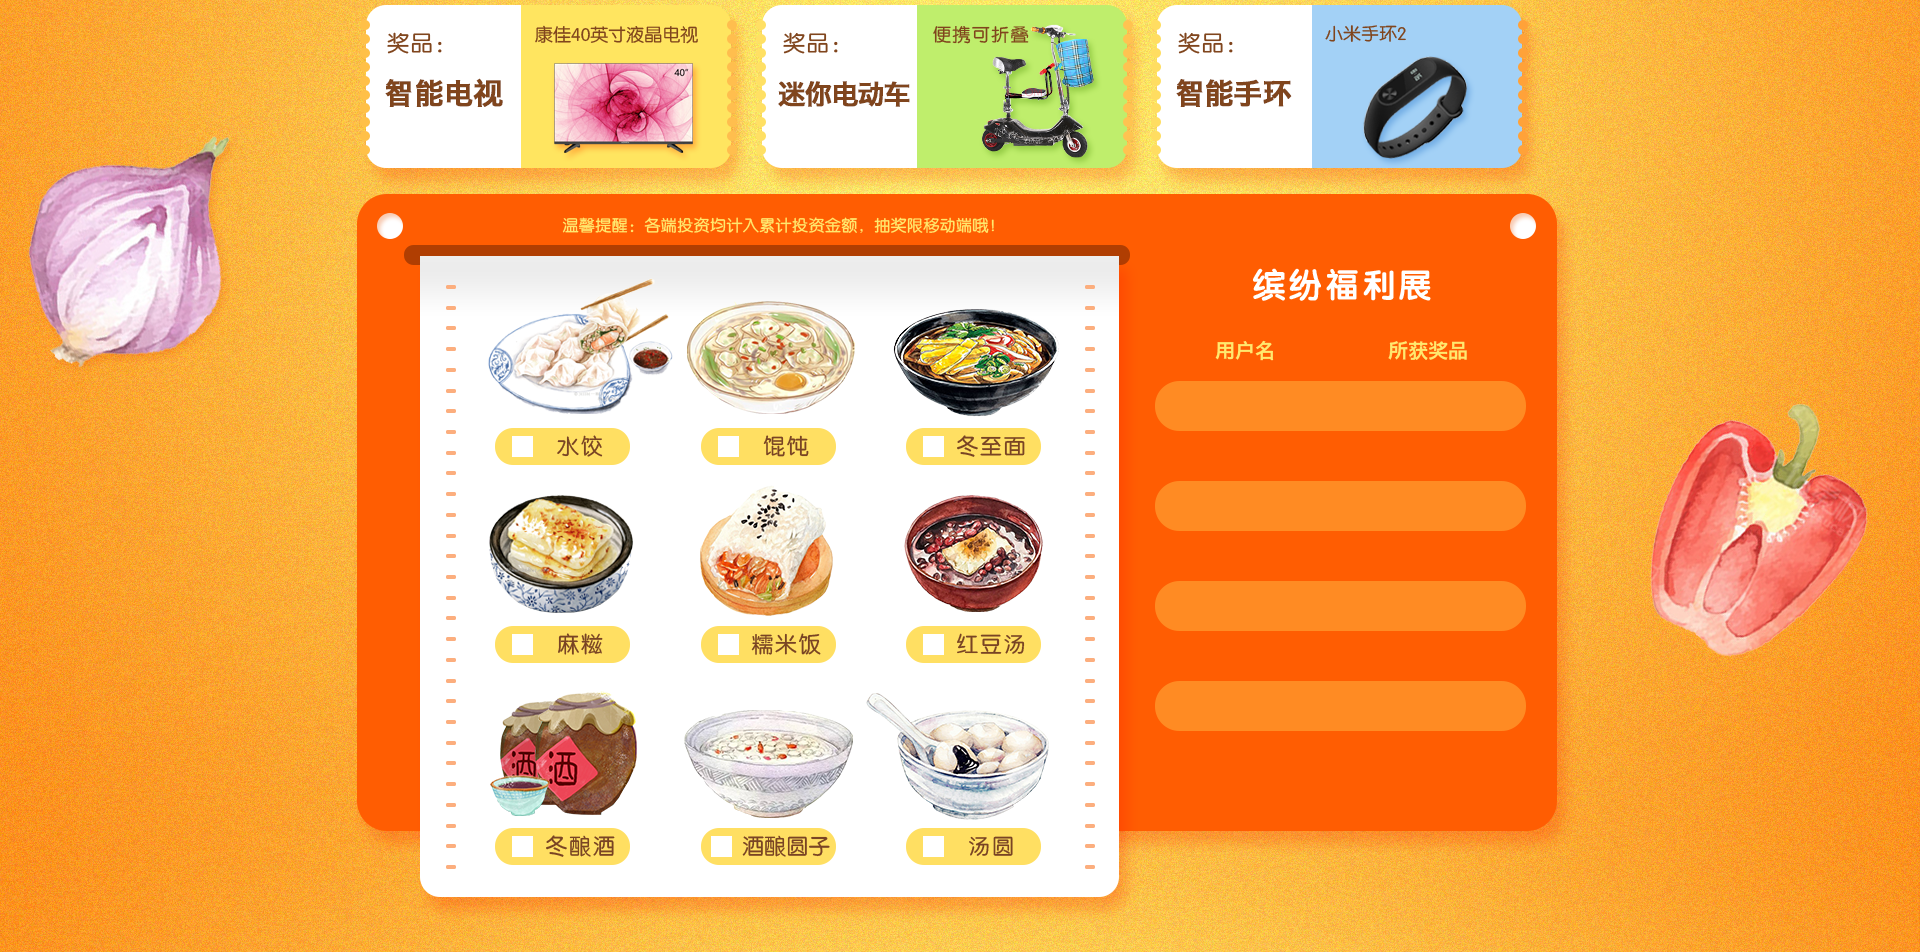 奖品：
智能电视
康佳40英寸液晶电视
40"
奖品：
迷你电动车
便携可折叠
奖品：
智能手环
小米手环2
温馨提醒：各端投资均计入累计投资金额，抽奖限移动端哦！
缤纷福利展
用户名
所获奖品
水饺
馄饨
冬至面
麻糍
糯米饭
红豆汤
酒
酒
冬酿酒
酒酿圆子
汤圆